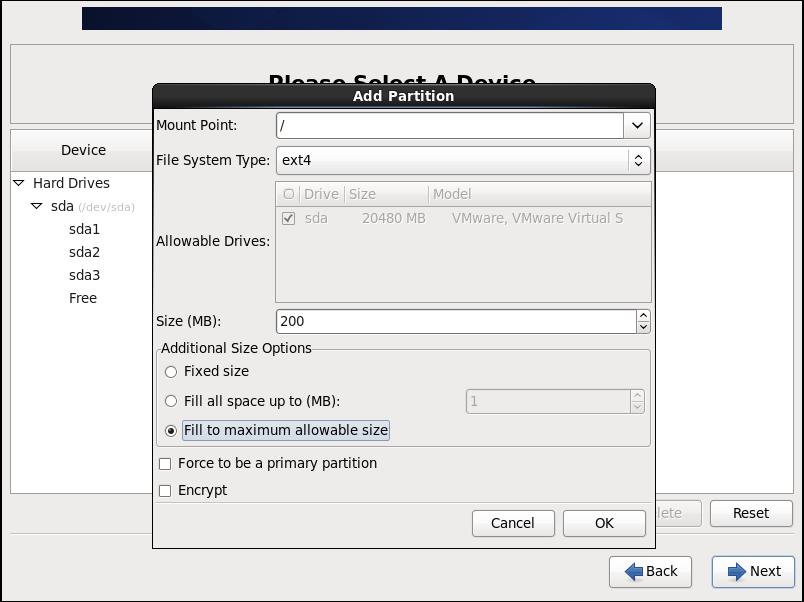 Please Select A Device
Add Partition
Mount Point: /
File System Type: ext4
Device
Hard Drives
sda (/dev/sda)
sda1
sda2
sda3
Free
Allowable Drives:
Drive Size Model
sda 20480 MB VMware, VMware Virtual S
Size (MB): 200
Additional Size Options
Fixed size
Fill all space up to (MB): 1
Fill to maximum allowable size
Force to be a primary partition
Encrypt
Cancel OK
lete Reset
Back Next